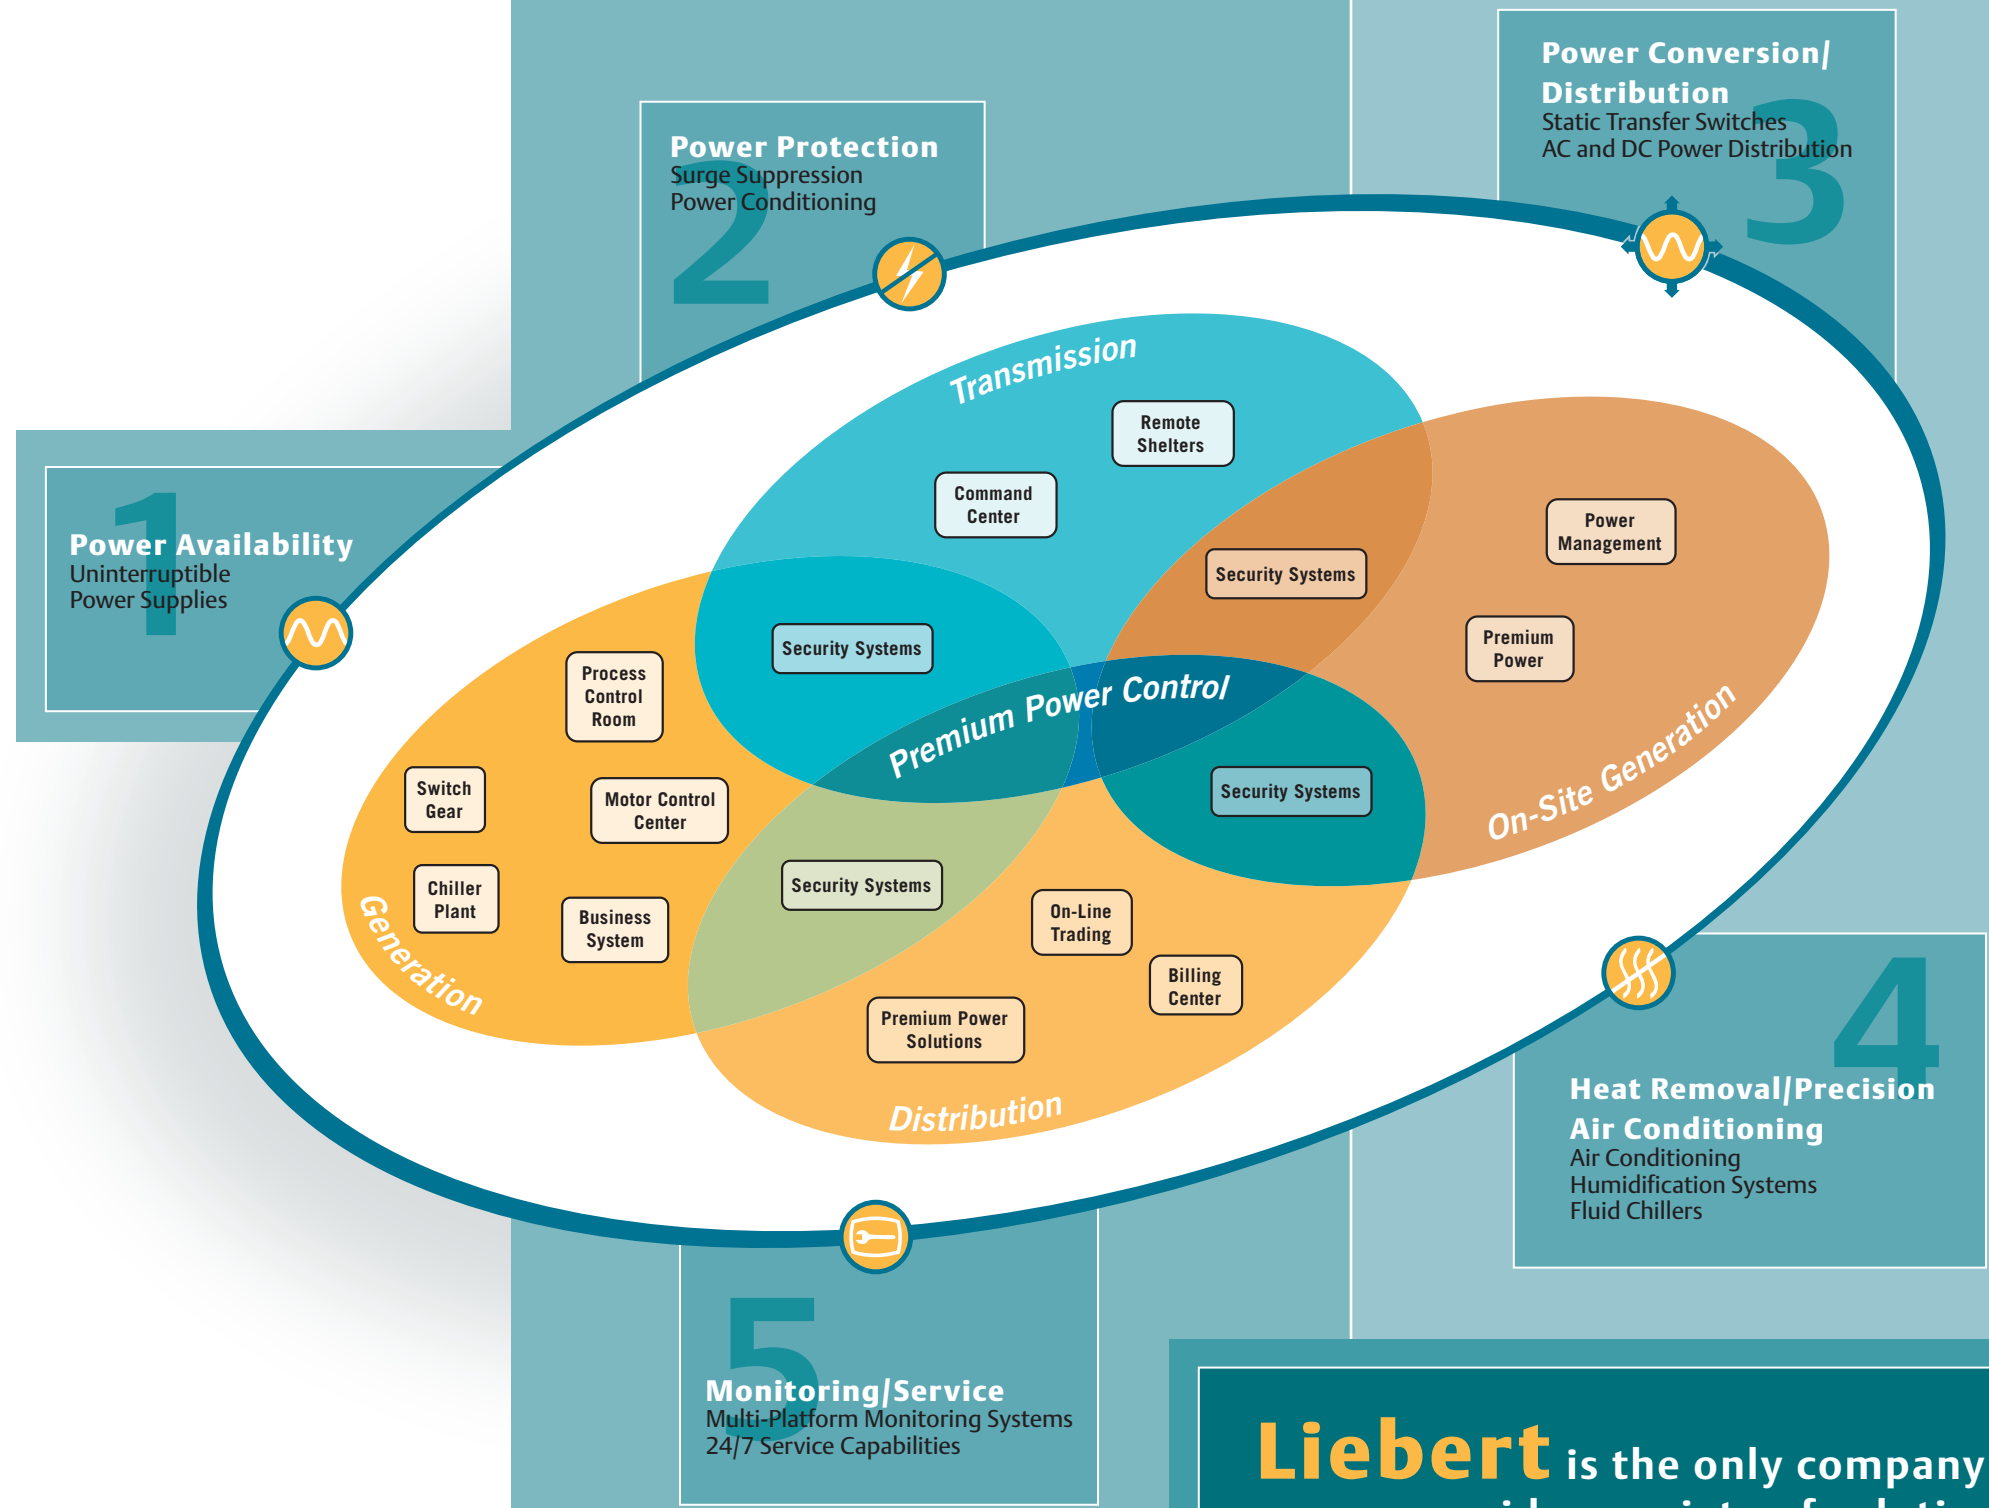 Power Conversion/
Distribution
Static Transfer Switches
AC and DC Power Distribution
3
Power Protection
Surge Suppression
Power Conditioning
2
1
Power Availability
Uninterruptible
Power Supplies
Transmission
Remote
Shelters
Command
Center
Security Systems
Power
Management
Premium
Power
On-Site Generation
Security Systems
Premium Power Control
Security Systems
Process
Control
Room
Switch
Gear
Motor Control
Center
Chiller
Plant
Business
System
Generation
Security Systems
On-Line
Trading
Billing
Center
Premium Power
Solutions
Distribution
4
Heat Removal/Precision
Air Conditioning
Air Conditioning
Humidification Systems
Fluid Chillers
5
Monitoring/Service
Multi-Platform Monitoring Systems
24/7 Service Capabilities
Liebert is the only company